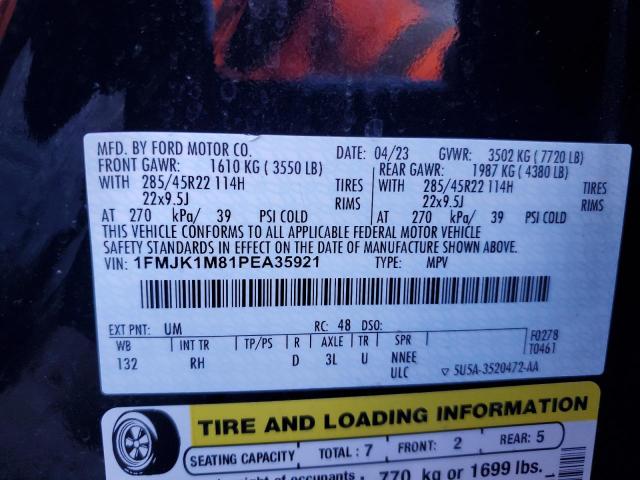 MFD. BY FORD MOTOR CO.
DATE: 04/23 GVWR: 3502 KG ( 7720 LB)
FRONT GAWR: 1610 KG ( 3550 LB)
REAR GAWR: 1987 KG ( 4380 LB)
WITH 285/45R22 114H TIRES
WITH 285/45R22 114H TIRES
22x9.5J RIMS
22x9.5J RIMS
AT 270 kPa/ 39 PSI COLD
AT 270 kPa/ 39 PSI COLD
THIS VEHICLE CONFORMS TO ALL APPLICABLE FEDERAL MOTOR VEHICLE
SAFETY STANDARDS IN EFFECT ON THE DATE OF MANUFACTURE SHOWN ABOVE.
VIN: 1FMJK1M81PEA35921 TYPE: MPV
EXT PNT: UM RC: 48 DSO:
F0278
T0461
WB INT TR TP/PS R AXLE TR SPR
132 RH D 3L U NNEE
ULC ▽ 5U5A-3520472-AA
TIRE AND LOADING INFORMATION
SEATING CAPACITY TOTAL: 7 FRONT: 2 REAR: 5
of occupants 770 kg or 1699 lbs.